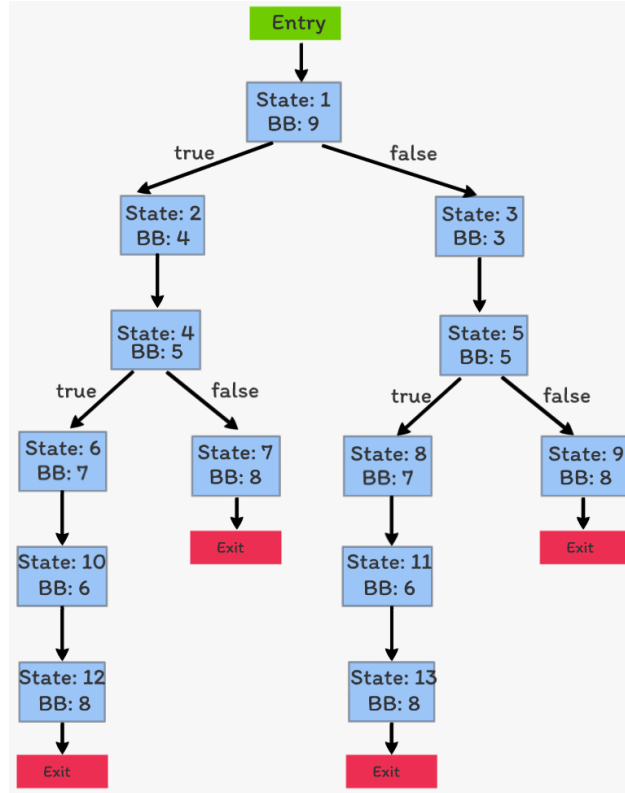 Entry
State: 1
BB: 9
true
false
State: 2
BB: 4
State: 3
BB: 3
State: 4
BB: 5
State: 5
BB: 5
true
false
true
false
State: 6
BB: 7
State: 7
BB: 8
State: 8
BB: 7
State: 9
BB: 8
Exit
Exit
State: 10
BB: 6
State: 11
BB: 6
State: 12
BB: 8
State: 13
BB: 8
Exit
Exit